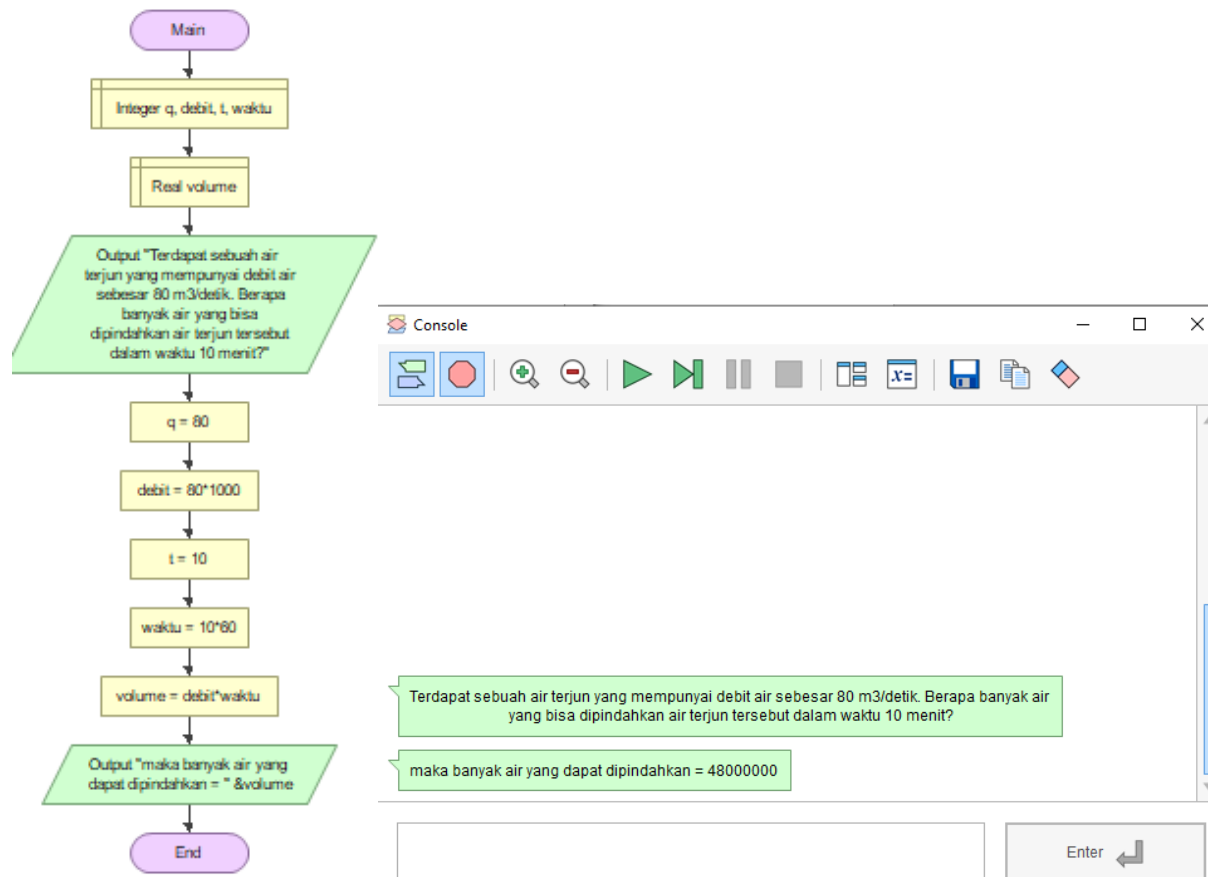 Main
Integer q, debit, t, waktu
Real volume
Output "Terdapat sebuah air
terjun yang mempunyai debit air
sebesar 80 m3/detik. Berapa
banyak air yang bisa
dipindahkan air terjun tersebut
dalam waktu 10 menit?"
q = 80
debit = 80*1000
t = 10
waktu = 10*60
volume = debit*waktu
Output "maka banyak air yang
dapat dipindahkan = " &volume
End
Console
x=
Terdapat sebuah air terjun yang mempunyai debit air sebesar 80 m3/detik. Berapa banyak air
yang bisa dipindahkan air terjun tersebut dalam waktu 10 menit?
maka banyak air yang dapat dipindahkan = 48000000
Enter